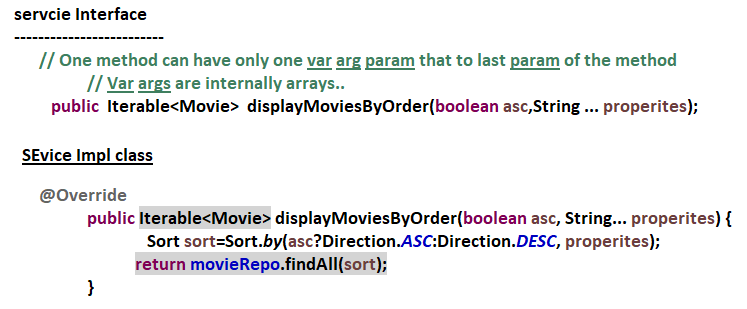 servcie Interface
-------------------------
// One method can have only one var arg param that to last param of the method
// Var args are internally arrays..
public Iterable<Movie> displayMoviesByOrder(boolean asc,String ... properites);
SEvice Impl class
@Override
public Iterable<Movie> displayMoviesByOrder(boolean asc, String... properites) {
Sort sort=Sort.by(asc?Direction.ASC:Direction.DESC, properites);
return movieRepo.findAll(sort);
}